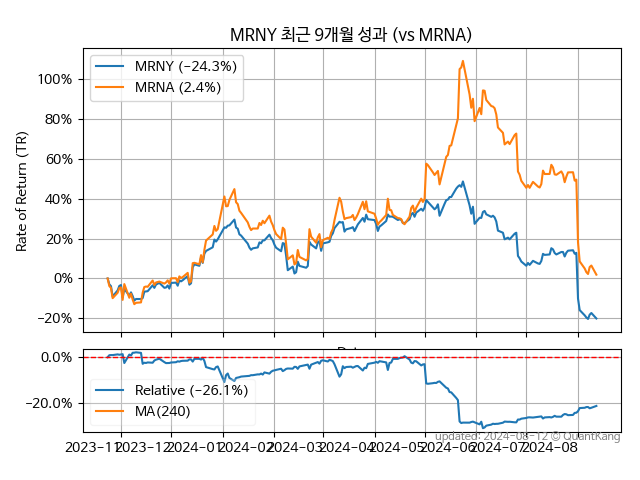 MRNY 최근 9개월 성과 (vs MRNA)
MRNY (-24.3%)
MRNA (2.4%)
Rate of Return (TR)
100%
80%
60%
40%
20%
0%
-20%
0.0%
-20.0%
Relative (-26.1%)
MA(240)
2023-11 2023-12 2024-01 2024-02 2024-03 2024-04 2024-05 2024-06 2024-07 2024-08
updated: 2024-08-12 © QuantKang